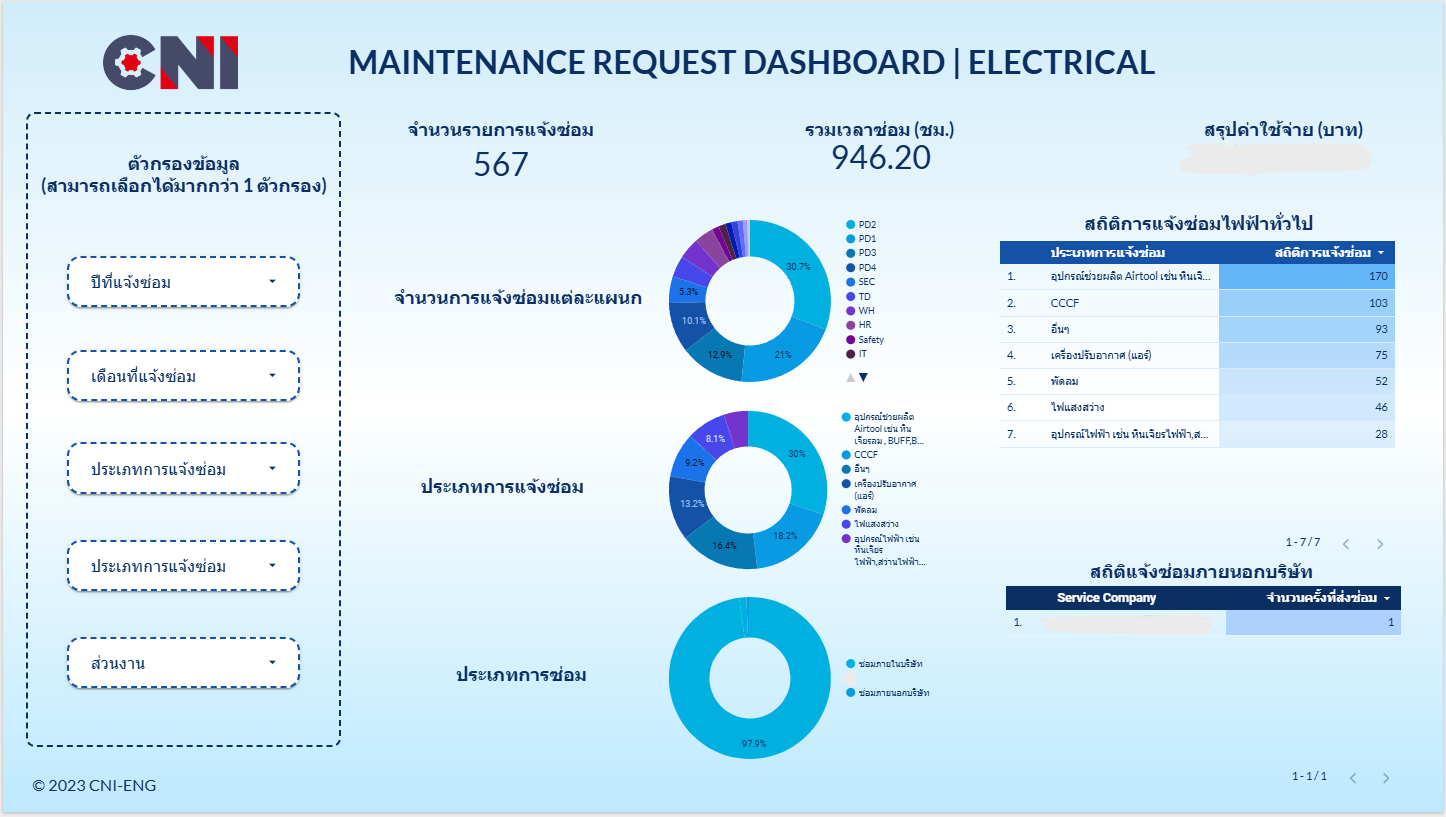 CNI
MAINTENANCE REQUEST DASHBOARD | ELECTRICAL
ตัวกรองข้อมูล
(สามารถเลือกได้มากกว่า 1 ตัวกรอง)
ปีที่แจ้งซ่อม
เดือนที่แจ้งซ่อม
ประเภทการแจ้งซ่อม
ประเภทการแจ้งซ่อม
ส่วนงาน
© 2023 CNI-ENG
จำนวนรายการแจ้งซ่อม
567
รวมเวลาซ่อม (ชม.)
946.20
สรุปค่าใช้จ่าย (บาท)
จำนวนการแจ้งซ่อมแต่ละแผนก
30.7%
21%
12.9%
10.1%
5.3%
PD2
PD1
PD3
PD4
SEC
TD
WH
HR
Safety
IT
ประเภทการแจ้งซ่อม
30%
18.2%
16.4%
13.2%
9.2%
8.1%
อุปกรณ์ช่วยผลิต
Airtool เช่น หิน
เจียรลม , BUFF,B...
CCCF
อื่นๆ
เครื่องปรับอากาศ
(แอร์)
พัดลม
ไฟแสงสว่าง
อุปกรณ์ไฟฟ้า เช่น
หินเจียร
ไฟฟ้า,สว่านไฟฟ้า...
ประเภทการซ่อม
97.9%
ซ่อมภายในบริษัท
ซ่อมภายนอกบริษัท
สถิติการแจ้งซ่อมไฟฟ้าทั่วไป
ประเภทการแจ้งซ่อม สถิติการแจ้งซ่อม
1. อุปกรณ์ช่วยผลิต Airtool เช่น หินเจี... 170
2. CCCF 103
3. อื่นๆ 93
4. เครื่องปรับอากาศ (แอร์) 75
5. พัดลม 52
6. ไฟแสงสว่าง 46
7. อุปกรณ์ไฟฟ้า เช่น หินเจียรไฟฟ้า,ส... 28
1 - 7 / 7
สถิติแจ้งซ่อมภายนอกบริษัท
Service Company จำนวนครั้งที่ส่งซ่อม
1. 1
1 - 1 / 1